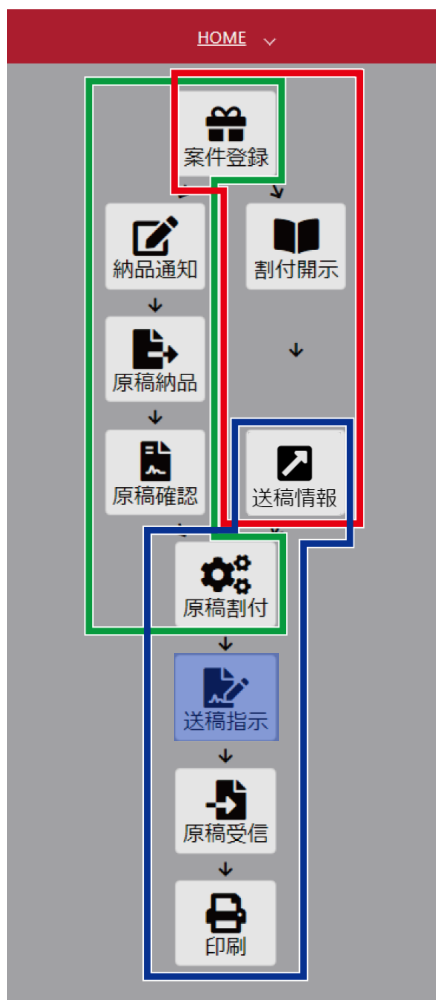 HOME
案件登録
納品通知
割付開示
原稿納品
原稿確認
送稿情報
原稿割付
送稿指示
原稿受信
印刷